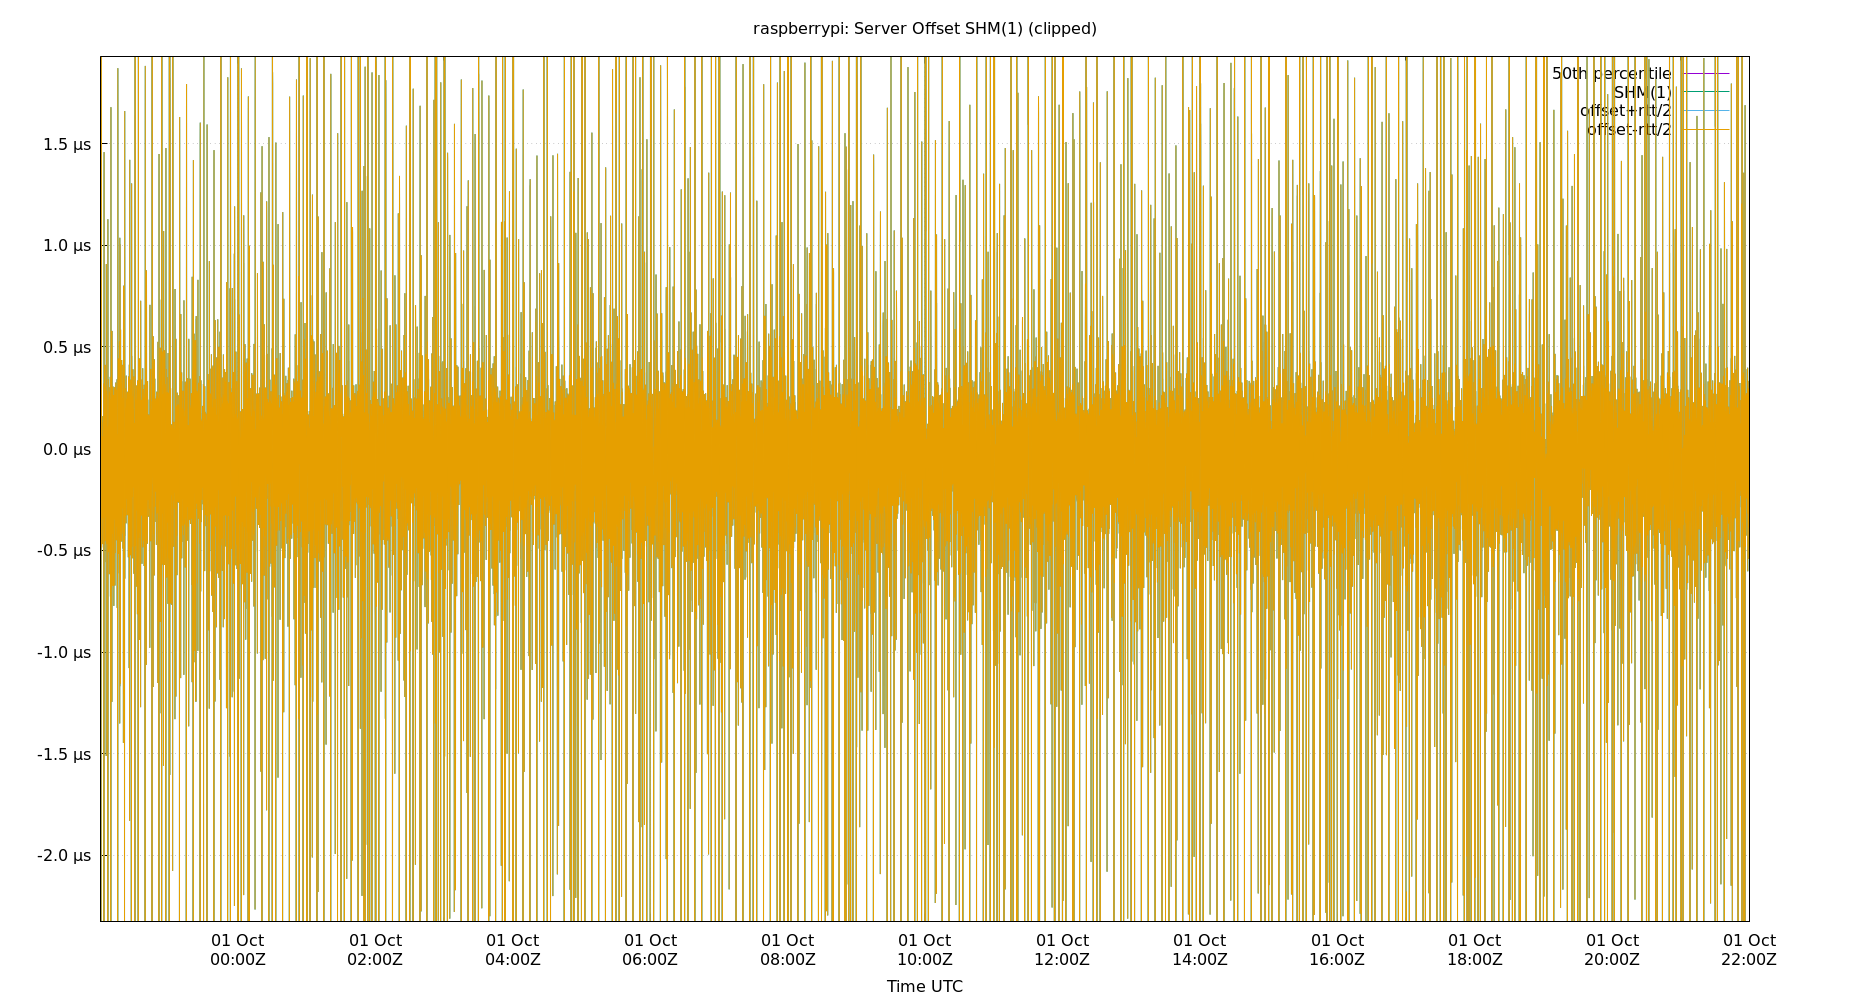 raspberrypi: Server Offset SHM(1) (clipped)
50th percentile
SHM(1)
offset+rtt/2
offset-rtt/2
1.5 µs
1.0 µs
0.5 µs
0.0 µs
-0.5 µs
-1.0 µs
-1.5 µs
-2.0 µs
01 Oct 01 Oct 01 Oct 01 Oct 01 Oct 01 Oct 01 Oct 01 Oct 01 Oct 01 Oct 01 Oct 01 Oct
00:00Z 02:00Z 04:00Z 06:00Z 08:00Z 10:00Z 12:00Z 14:00Z 16:00Z 18:00Z 20:00Z 22:00Z
Time UTC